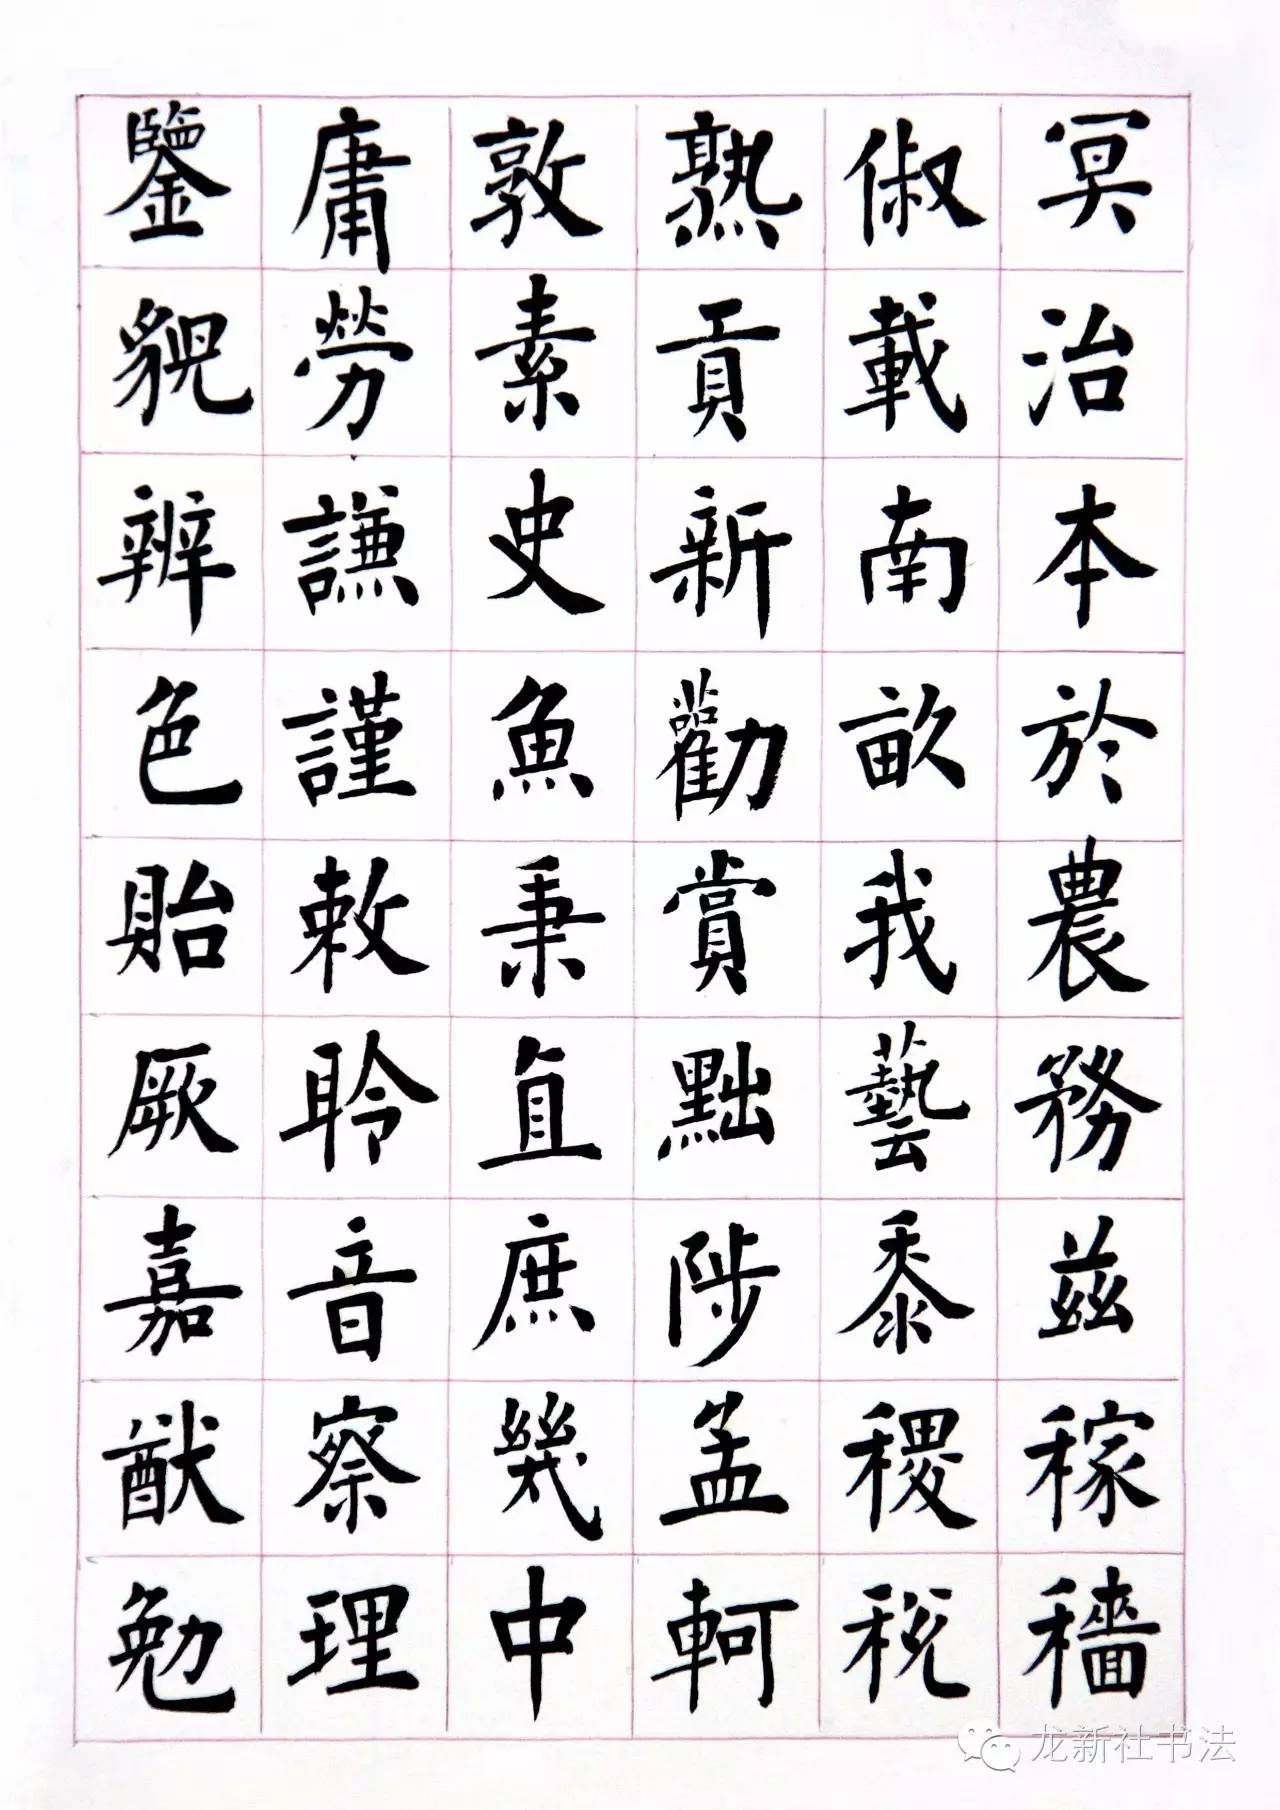 冥治本於農務茲稼穡
俶載南畝我藝黍稷稅
熟貢新勸賞黜陟孟軻
敦素史魚秉直庶幾中
庸勞謙謹敕聆音察理
鑒貌辨色貽厥嘉猷勉
龙新社书法